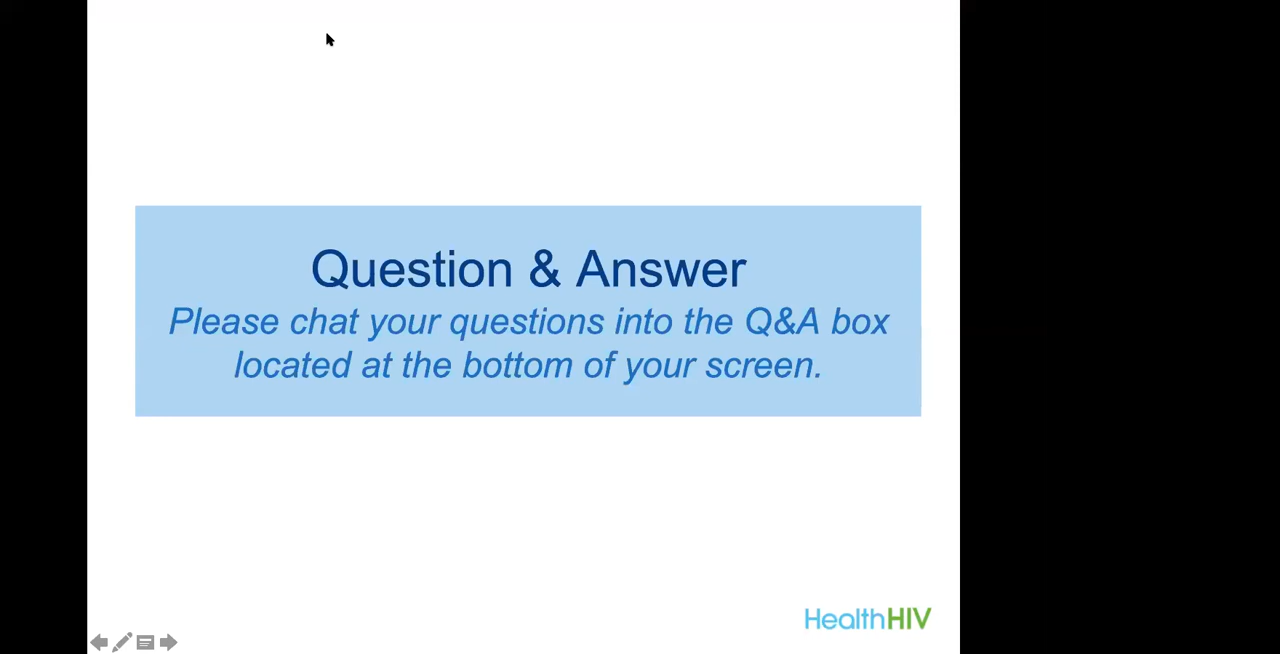 Question & Answer
Please chat your questions into the Q&A box
located at the bottom of your screen.
HealthHIV